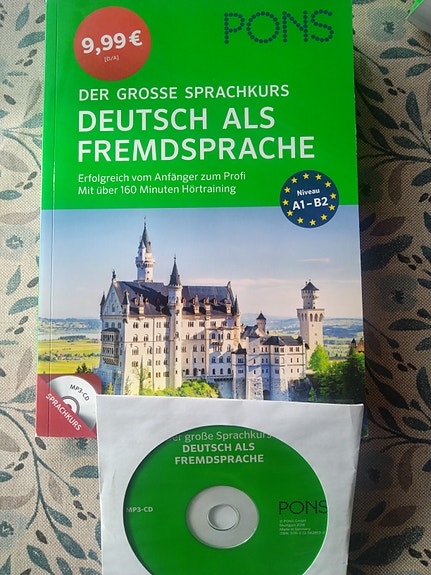 9,99 €
[D/A]
PONS
DER GROSSE SPRACHKURS
DEUTSCH ALS
FREMDSPRACHE
Erfolgreich vom Anfänger zum Profi
Mit über 160 Minuten Hörtraining
Niveau
A1–B2
MP3-CD
SPRACHKURS
er große Sprachkurs
DEUTSCH ALS
FREMDSPRACHE
MP3-CD
PONS